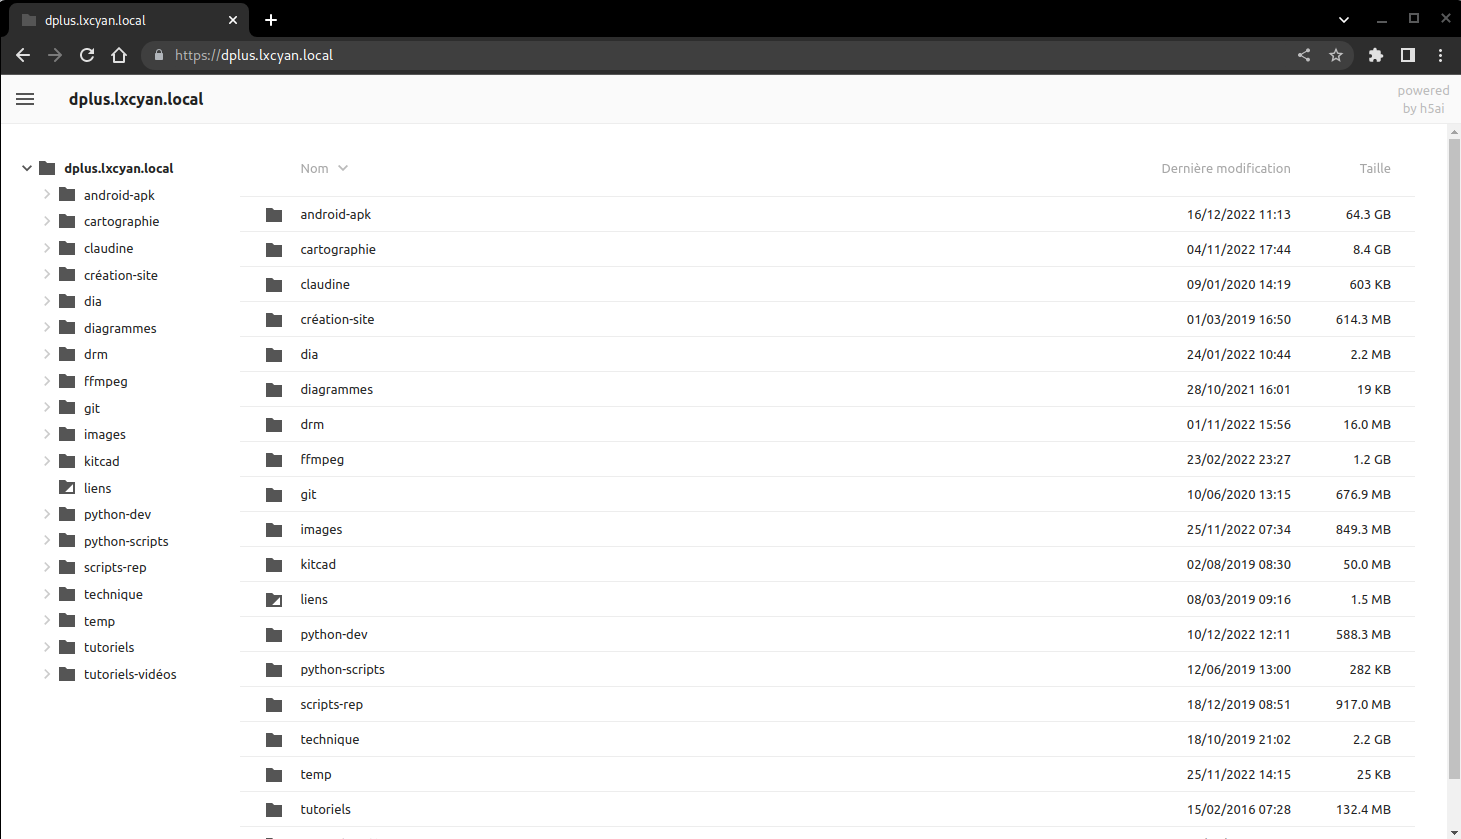 dplus.lxcyan.local
https://dplus.lxcyan.local
dplus.lxcyan.local
powered
by h5ai
dplus.lxcyan.local
android-apk
cartographie
claudine
création-site
dia
diagrammes
drm
ffmpeg
git
images
kitcad
liens
python-dev
python-scripts
scripts-rep
technique
temp
tutoriels
tutoriels-vidéos
Nom Dernière modification Taille
android-apk 16/12/2022 11:13 64.3 GB
cartographie 04/11/2022 17:44 8.4 GB
claudine 09/01/2020 14:19 603 KB
création-site 01/03/2019 16:50 614.3 MB
dia 24/01/2022 10:44 2.2 MB
diagrammes 28/10/2021 16:01 19 KB
drm 01/11/2022 15:56 16.0 MB
ffmpeg 23/02/2022 23:27 1.2 GB
git 10/06/2020 13:15 676.9 MB
images 25/11/2022 07:34 849.3 MB
kitcad 02/08/2019 08:30 50.0 MB
liens 08/03/2019 09:16 1.5 MB
python-dev 10/12/2022 12:11 588.3 MB
python-scripts 12/06/2019 13:00 282 KB
scripts-rep 18/12/2019 08:51 917.0 MB
technique 18/10/2019 21:02 2.2 GB
temp 25/11/2022 14:15 25 KB
tutoriels 15/02/2016 07:28 132.4 MB